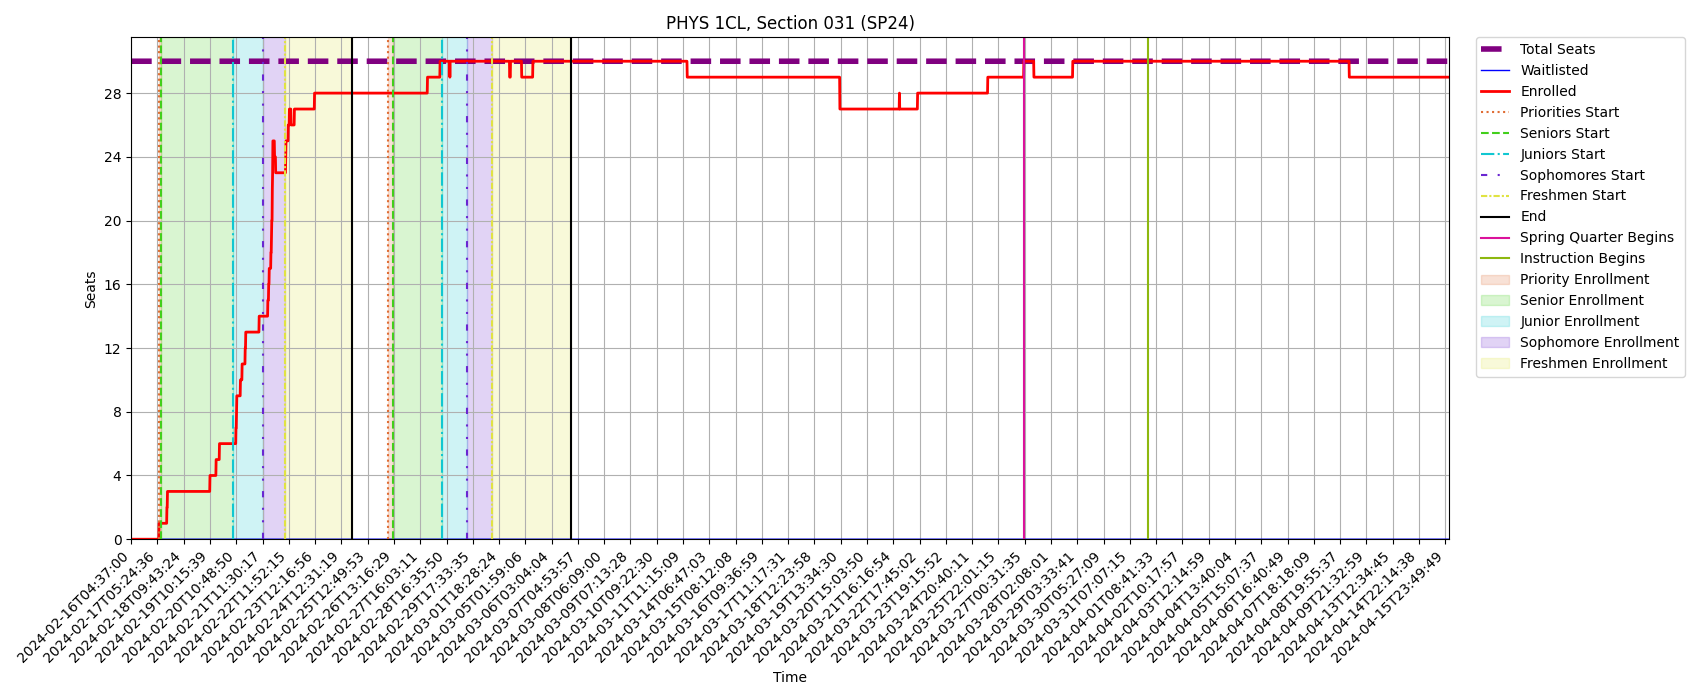 PHYS 1CL, Section 031 (SP24)
Seats
28
24
20
16
12
8
4
0
2024-02-16T04:37:00
2024-02-17T05:24:36
2024-02-18T09:43:24
2024-02-19T10:15:39
2024-02-20T10:48:50
2024-02-21T11:30:17
2024-02-22T11:52:15
2024-02-23T12:16:56
2024-02-24T12:31:19
2024-02-25T12:49:53
2024-02-26T13:16:29
2024-02-27T16:03:11
2024-02-28T16:35:50
2024-02-29T17:33:35
2024-03-01T18:28:24
2024-03-05T01:59:06
2024-03-06T03:04:04
2024-03-07T04:53:57
2024-03-08T06:09:00
2024-03-09T07:13:28
2024-03-10T09:22:30
2024-03-11T11:15:09
2024-03-14T06:47:03
2024-03-15T08:12:08
2024-03-16T09:36:59
2024-03-17T11:17:31
2024-03-18T12:23:58
2024-03-19T13:34:30
2024-03-20T15:03:50
2024-03-21T16:16:54
2024-03-22T17:45:02
2024-03-23T19:15:52
2024-03-24T20:40:11
2024-03-25T22:01:15
2024-03-27T00:31:35
2024-03-28T02:08:01
2024-03-29T03:33:41
2024-03-30T05:27:09
2024-03-31T07:07:15
2024-04-01T08:41:33
2024-04-02T10:17:57
2024-04-03T12:14:59
2024-04-04T13:40:04
2024-04-05T15:07:37
2024-04-06T16:40:49
2024-04-07T18:18:09
2024-04-08T19:55:37
2024-04-09T21:32:59
2024-04-13T12:34:45
2024-04-14T22:14:38
2024-04-15T23:49:49
Time
Total Seats
Waitlisted
Enrolled
Priorities Start
Seniors Start
Juniors Start
Sophomores Start
Freshmen Start
End
Spring Quarter Begins
Instruction Begins
Priority Enrollment
Senior Enrollment
Junior Enrollment
Sophomore Enrollment
Freshmen Enrollment